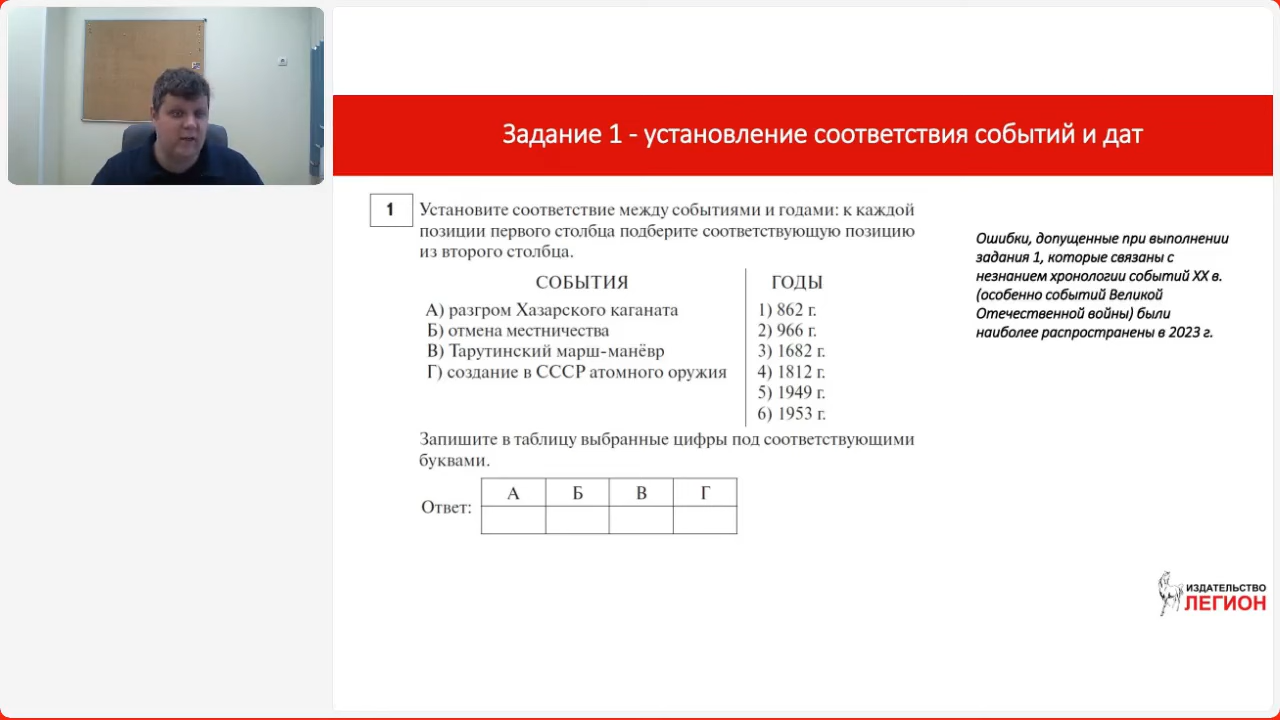 Задание 1 - установление соответствия событий и дат
1
Установите соответствие между событиями и годами: к каждой
позиции первого столбца подберите соответствующую позицию
из второго столбца.
СОБЫТИЯ
А) разгром Хазарского каганата
Б) отмена местничества
В) Тарутинский марш-манёвр
Г) создание в СССР атомного оружия
ГОДЫ
1) 862 г.
2) 966 г.
3) 1682 г.
4) 1812 г.
5) 1949 г.
6) 1953 г.
Запишите в таблицу выбранные цифры под соответствующими
буквами.
Ответ:
А Б В Г
Ошибки, допущенные при выполнении
задания 1, которые связаны с
незнанием хронологии событий XX в.
(особенно событий Великой
Отечественной войны) были
наиболее распространены в 2023 г.
ИЗДАТЕЛЬСТВО
ЛЕГИОН